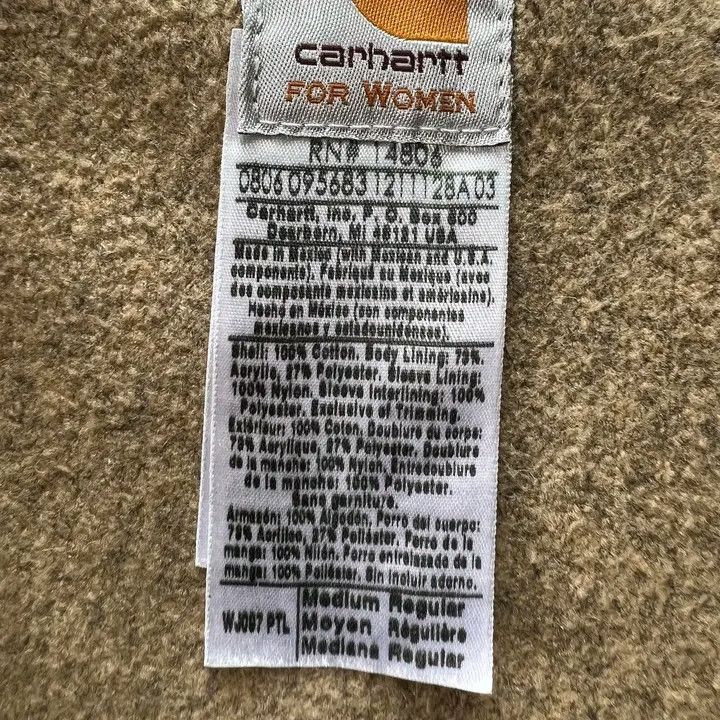 carhartt
FOR WOMEN
RN# 14806
0806 095683 1211128A 03
Carhartt, Inc, P. O. Box 600
Dearborn, MI 48121 USA
Made in Mexico (with Mexican and U.S.A.
components). Fabriqué au Mexique (avec
des composants mexicains et américains).
Hecho en México (con componentes
mexicanos y estadounidenses).
Shell: 100% Cotton. Body Lining: 73%
Acrylic, 27% Polyester. Sleeve Lining:
100% Nylon. Sleeve Interlining: 100%
Polyester. Exclusive of Trimming.
Extérieur: 100% Coton. Doublure du corps:
73% Acrylique, 27% Polyester. Doublure
de la manche: 100% Nylon. Entredoublure
de la manche: 100% Polyester.
Sans garniture.
Armazón: 100% Algodón. Forro del cuerpo:
73% Acrílico, 27% Poliéster. Forro de la
manga: 100% Nilón. Forro entrelazado de la
manga: 100% Poliéster. Sin incluir adorno.
WJ007 PTL
Medium Regular
Moyen Régulière
Mediana Regular